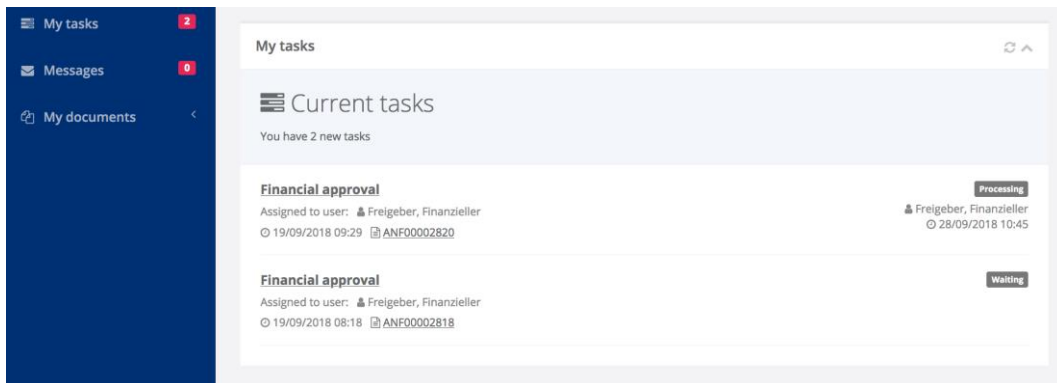 My tasks 2
Messages 0
My documents
My tasks
Current tasks
You have 2 new tasks
Financial approval
Processing
Assigned to user: Freigeber, Finanzieller
Freigeber, Finanzieller
19/09/2018 09:29 ANF00002820
28/09/2018 10:45
Financial approval
Waiting
Assigned to user: Freigeber, Finanzieller
19/09/2018 08:18 ANF00002818